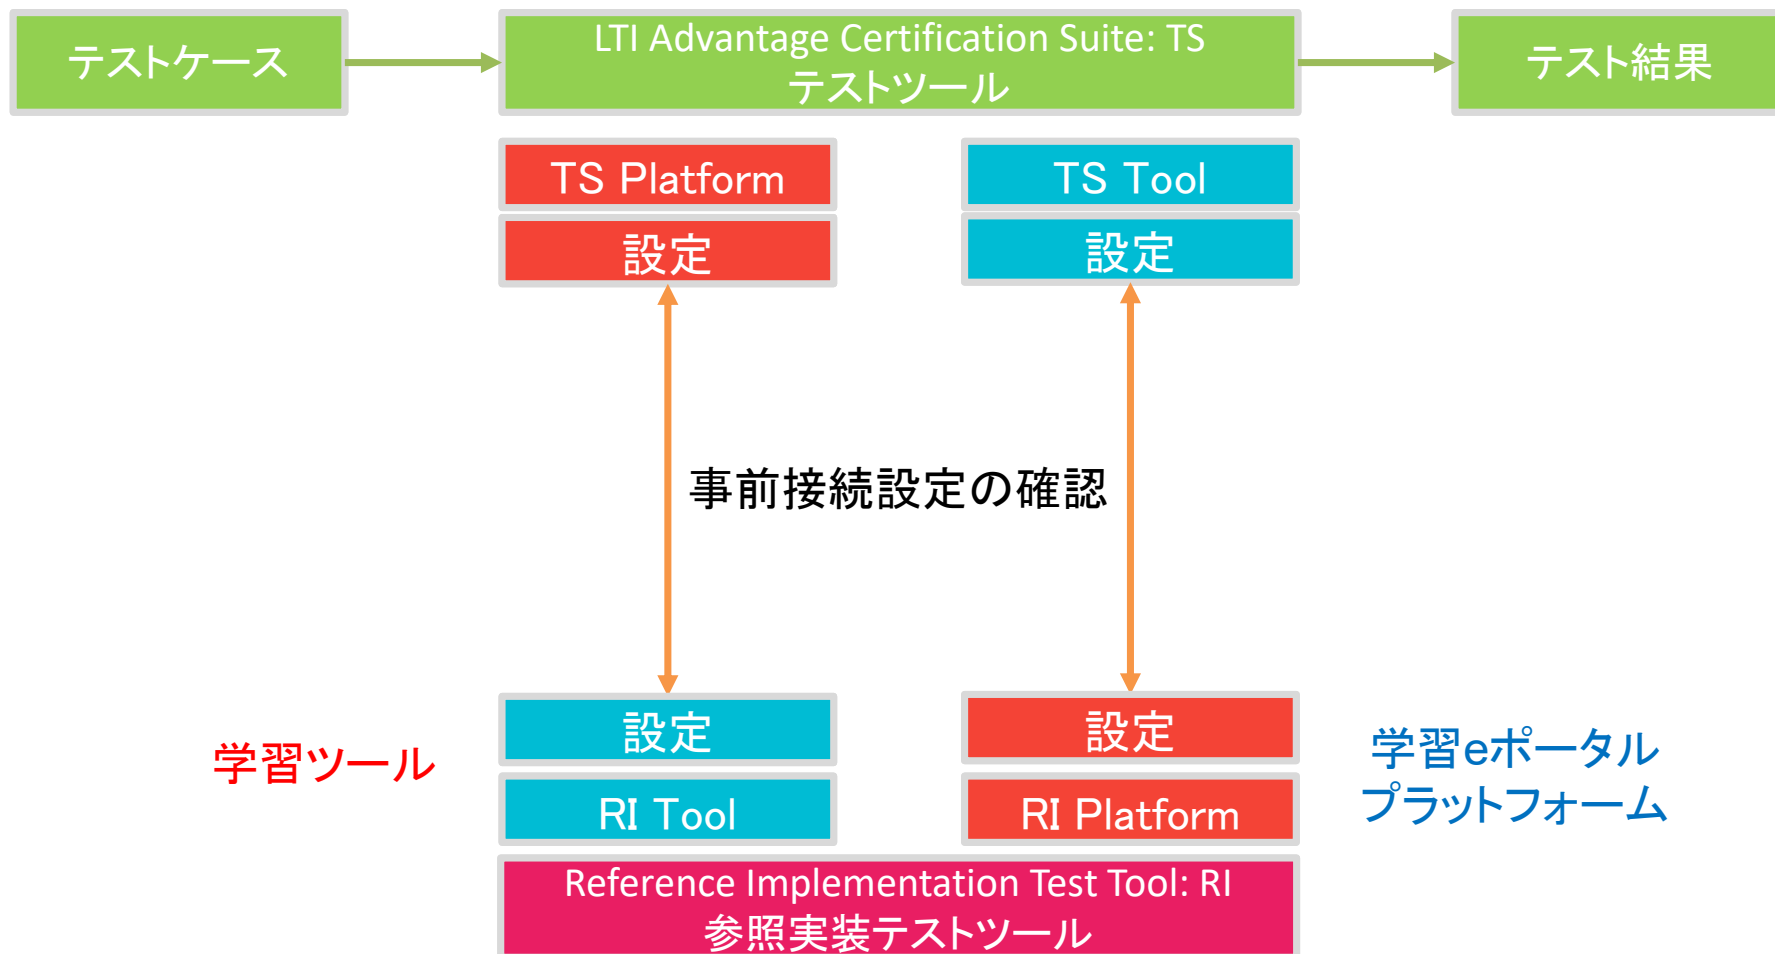 テストケース
LTI Advantage Certification Suite: TS
テストツール
テスト結果
TS Platform
TS Tool
設定
設定
事前接続設定の確認
設定
設定
学習ツール
学習eポータル
プラットフォーム
RI Tool
RI Platform
Reference Implementation Test Tool: RI
参照実装テストツール